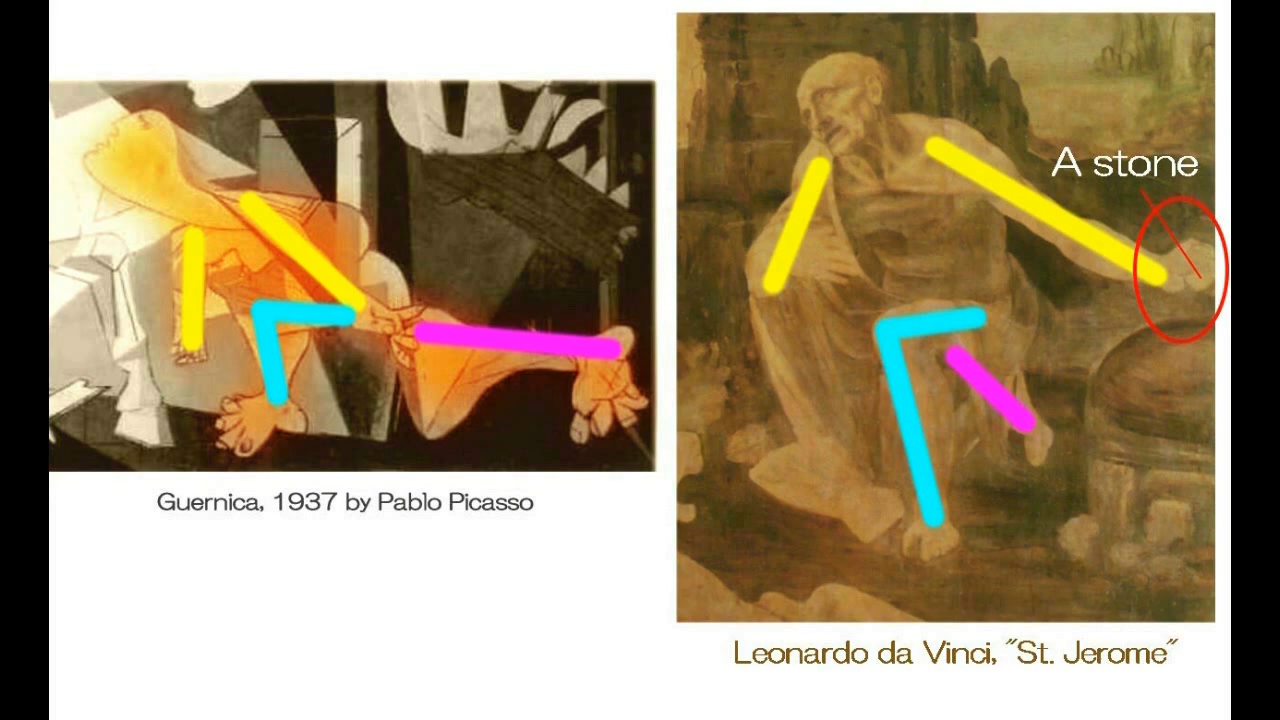 A stone
Guernica, 1937 by Pablo Picasso
Leonardo da Vinci, "St. Jerome"